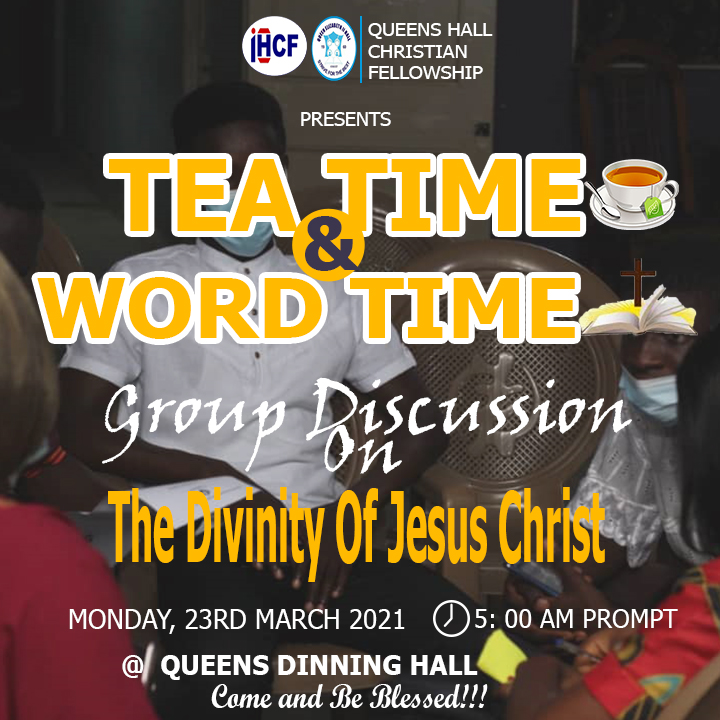 iHCF
QUEENS HALL
CHRISTIAN
FELLOWSHIP
PRESENTS
TEA TIME
&
WORD TIME
Group Discussion
On
The Divinity Of Jesus Christ
MONDAY, 23RD MARCH 2021 5: 00 AM PROMPT
@ QUEENS DINNING HALL
Come and Be Blessed!!!